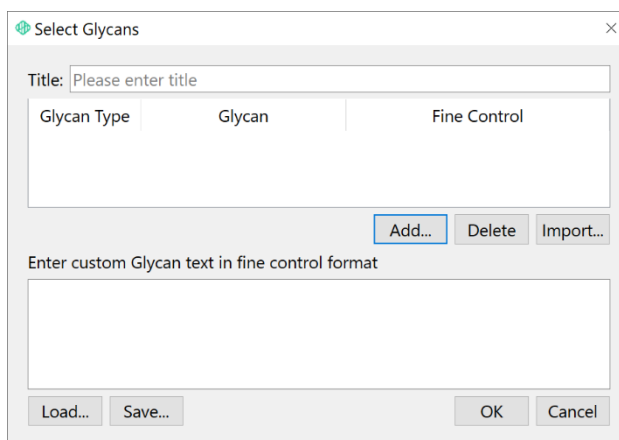 Select Glycans
Title: Please enter title
Glycan Type Glycan Fine Control
Add... Delete Import...
Enter custom Glycan text in fine control format
Load... Save... OK Cancel